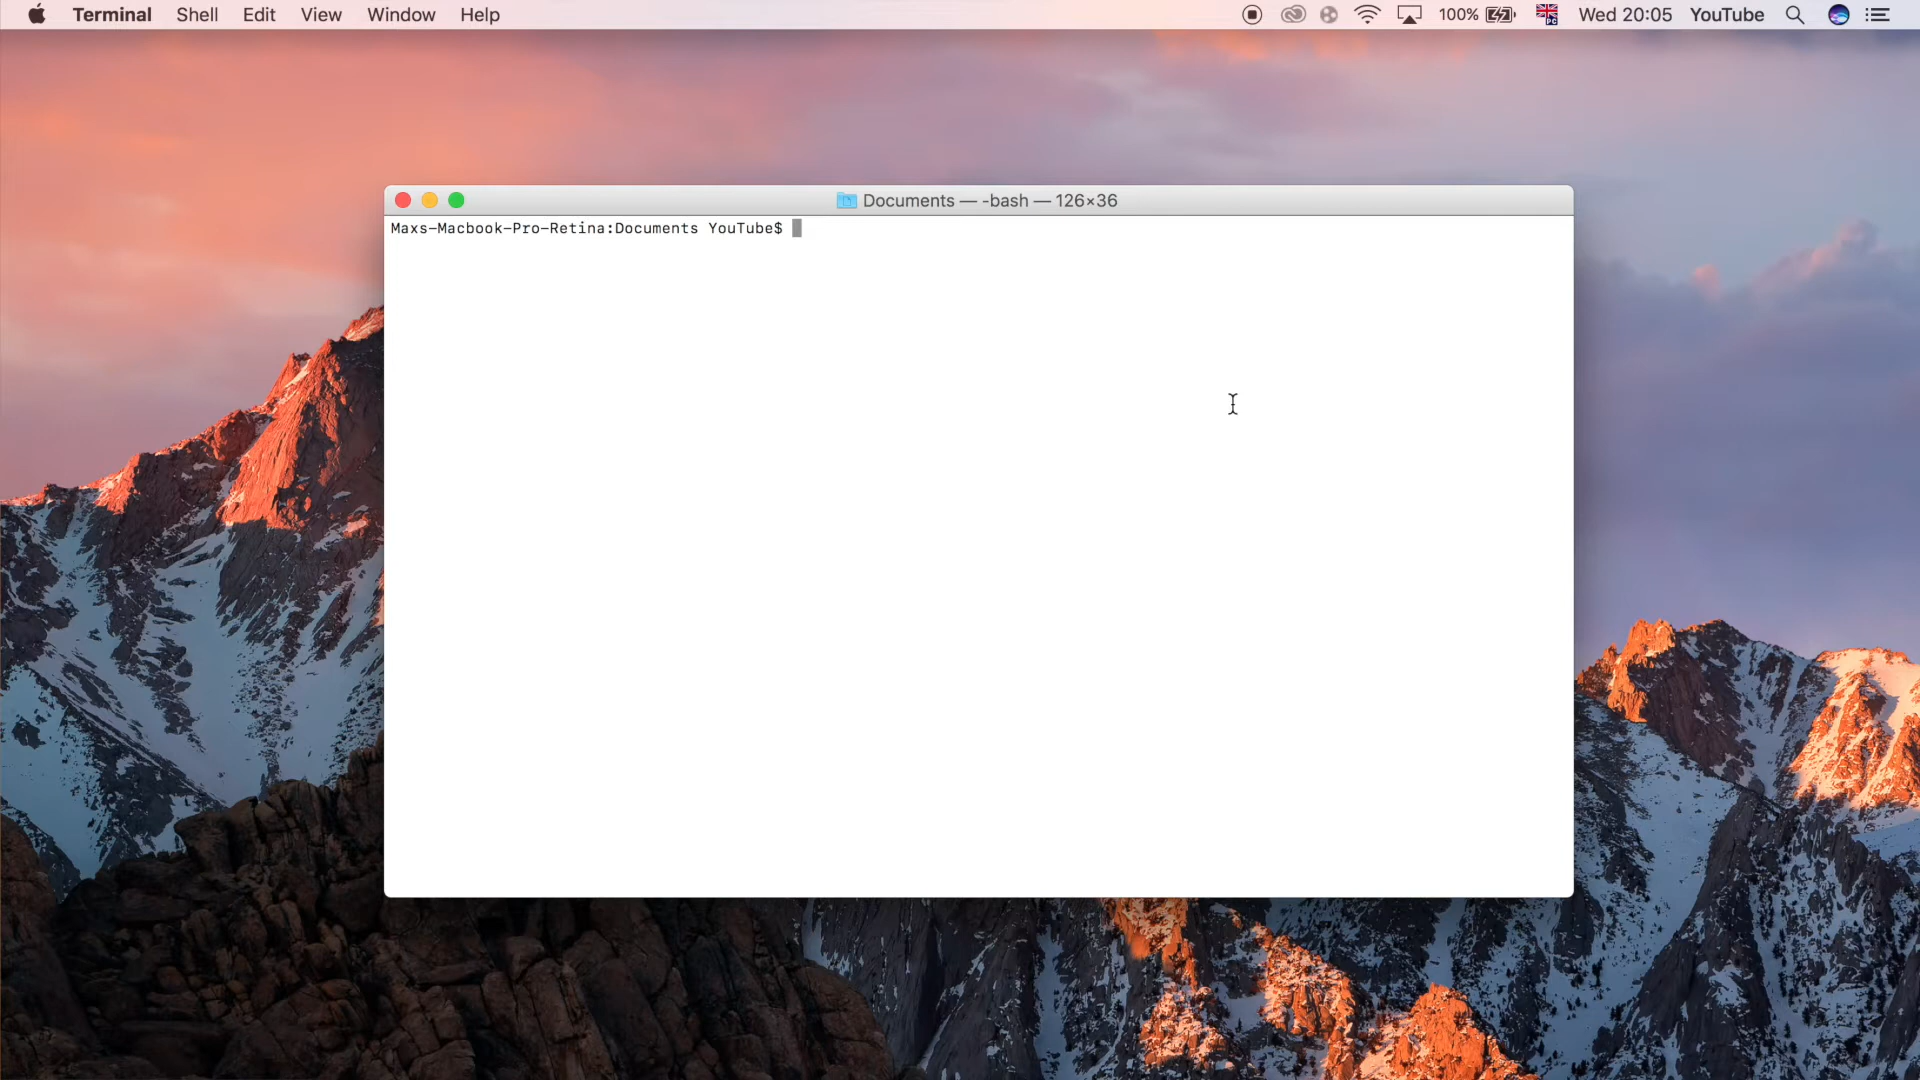 Terminal Shell Edit View Window Help 100% PC Wed 20:05 YouTube
Documents — -bash — 126×36
Maxs-Macbook-Pro-Retina:Documents YouTube$